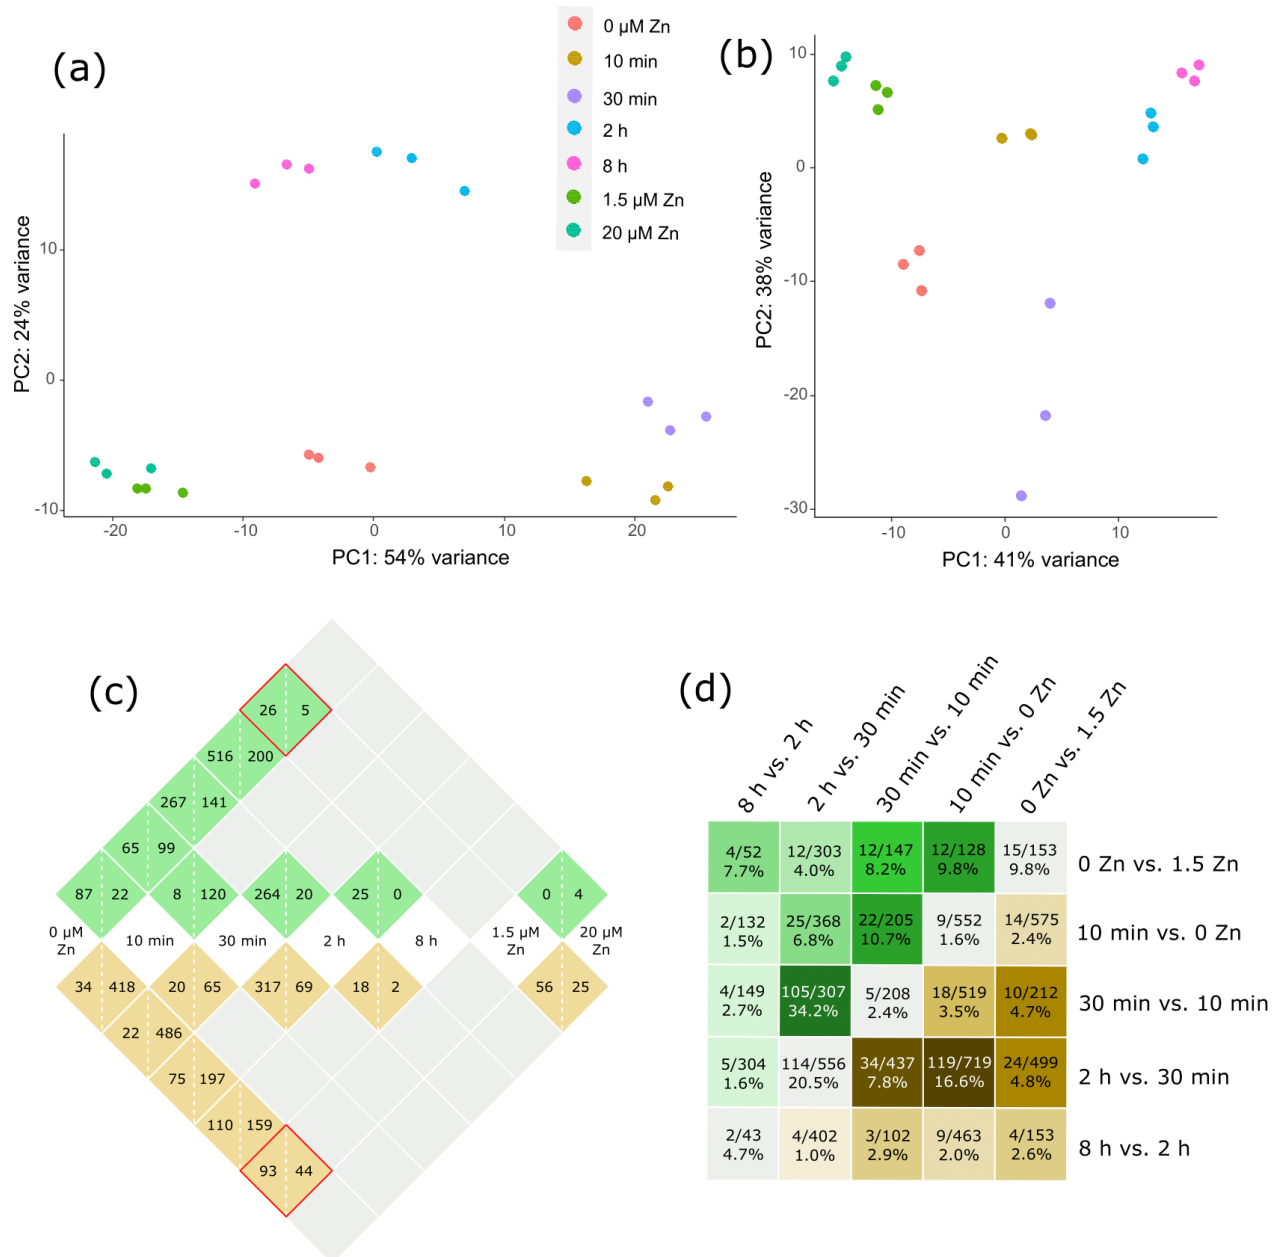 (a)
0 µM Zn
10 min
30 min
2 h
8 h
1.5 µM Zn
20 µM Zn
PC2: 24% variance
10
0
-10
-20
-10
0
10
20
PC1: 54% variance
(b)
PC2: 38% variance
10
0
-10
-20
-30
-10
0
10
PC1: 41% variance
(c)
26 5
516 200
267 141
65 99
87 22 8 120 264 20 25 0 0 4
0 µM Zn 10 min 30 min 2 h 8 h 1.5 µM Zn 20 µM Zn
34 418 20 65 317 69 18 2 56 25
22 486
75 197
110 159
93 44
(d)
8 h vs. 2 h
2 h vs. 30 min
30 min vs. 10 min
10 min vs. 0 Zn
0 Zn vs. 1.5 Zn
4/52 12/303 12/147 12/128 15/153
7.7% 4.0% 8.2% 9.8% 9.8%
0 Zn vs. 1.5 Zn
2/132 25/368 22/205 9/552 14/575
1.5% 6.8% 10.7% 1.6% 2.4%
10 min vs. 0 Zn
4/149 105/307 5/208 18/519 10/212
2.7% 34.2% 2.4% 3.5% 4.7%
30 min vs. 10 min
5/304 114/556 34/437 119/719 24/499
1.6% 20.5% 7.8% 16.6% 4.8%
2 h vs. 30 min
2/43 4/402 3/102 9/463 4/153
4.7% 1.0% 2.9% 2.0% 2.6%
8 h vs. 2 h